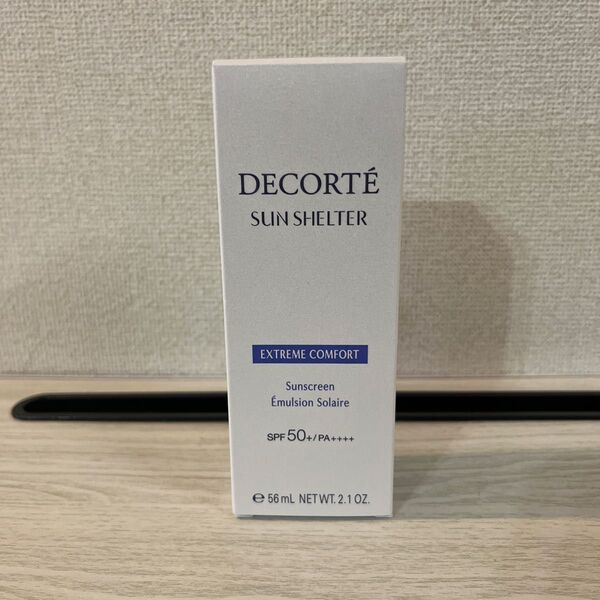 DECORTÉ
SUN SHELTER
EXTREME COMFORT
Sunscreen
Émulsion Solaire
SPF 50+/PA++++
℮ 56 mL NET WT. 2.1 OZ.